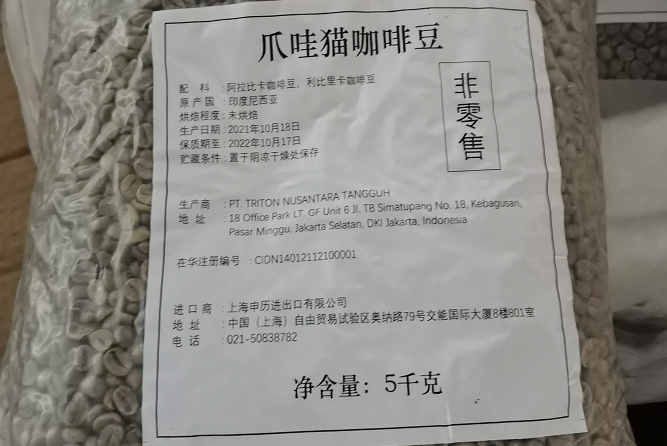 爪哇猫咖啡豆
配 料 ：阿拉比卡咖啡豆、利比里卡咖啡豆
原产国 ：印度尼西亚
烘焙程度：未烘焙
生产日期：2021年10月18日
保质期至：2022年10月17日
贮藏条件：置于阴凉干燥处保存
非零售
生产商 ：PT. TRITON NUSANTARA TANGGUH
地 址 ：18 Office Park LT. GF Unit 6 Jl. TB Simatupang No. 18, Kebagusan,
Pasar Minggu, Jakarta Selatan, DKI Jakarta, Indonesia
在华注册编号 ：CIDN14012112100001
进口商 ：上海申历进出口有限公司
地 址 ：中国（上海）自由贸易试验区奥纳路79号交能国际大厦8楼801室
电 话 ：021-50838782
净含量：5千克